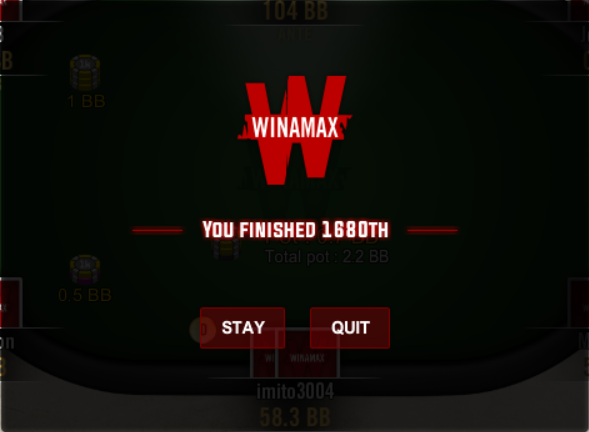 104 BB
1 BB
WINAMAX
YOU FINISHED 1680TH
Total pot : 2.2 BB
0.5 BB
STAY
QUIT
WINAMAX
imito3004
58.3 BB